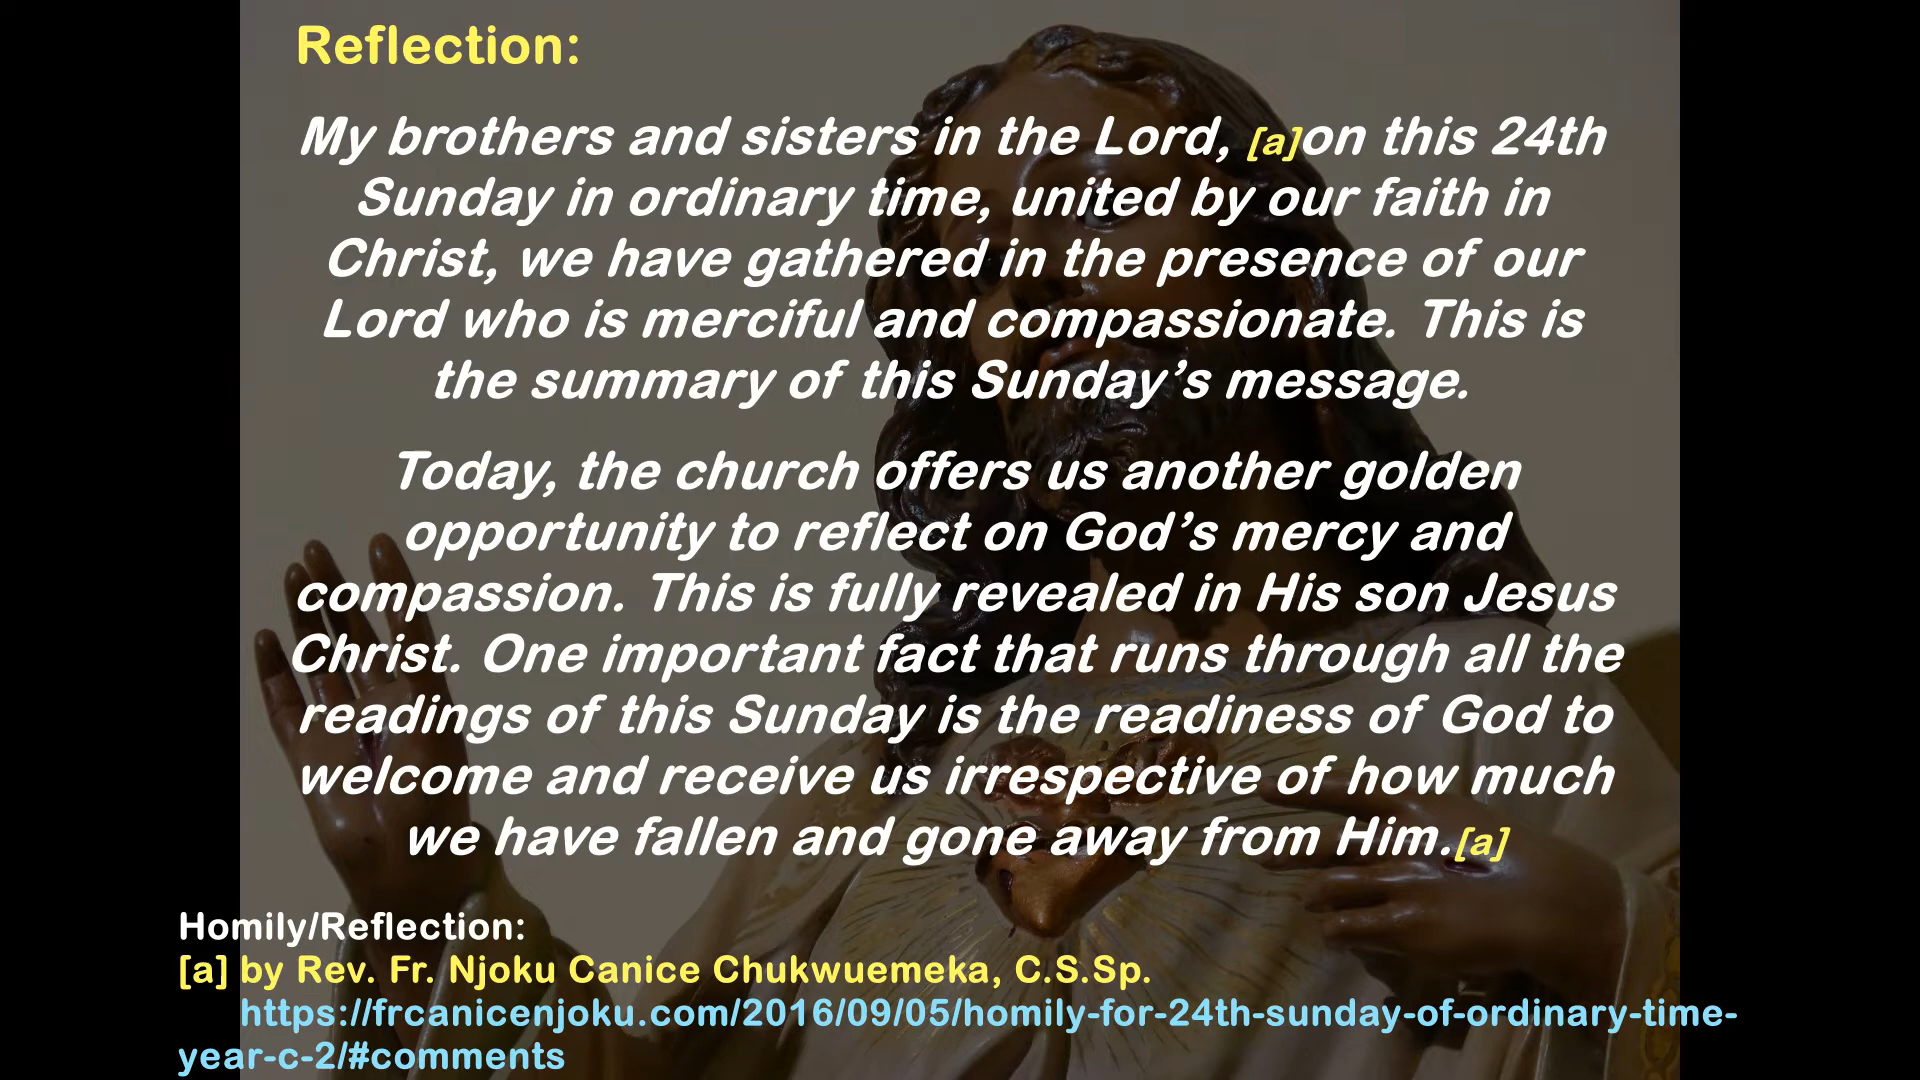 Reflection:
My brothers and sisters in the Lord, [a]on this 24th
Sunday in ordinary time, united by our faith in
Christ, we have gathered in the presence of our
Lord who is merciful and compassionate. This is
the summary of this Sunday’s message.
Today, the church offers us another golden
opportunity to reflect on God’s mercy and
compassion. This is fully revealed in His son Jesus
Christ. One important fact that runs through all the
readings of this Sunday is the readiness of God to
welcome and receive us irrespective of how much
we have fallen and gone away from Him.[a]
Homily/Reflection:
[a] by Rev. Fr. Njoku Canice Chukwuemeka, C.S.Sp.
https://frcanicenjoku.com/2016/09/05/homily-for-24th-sunday-of-ordinary-time-
year-c-2/#comments